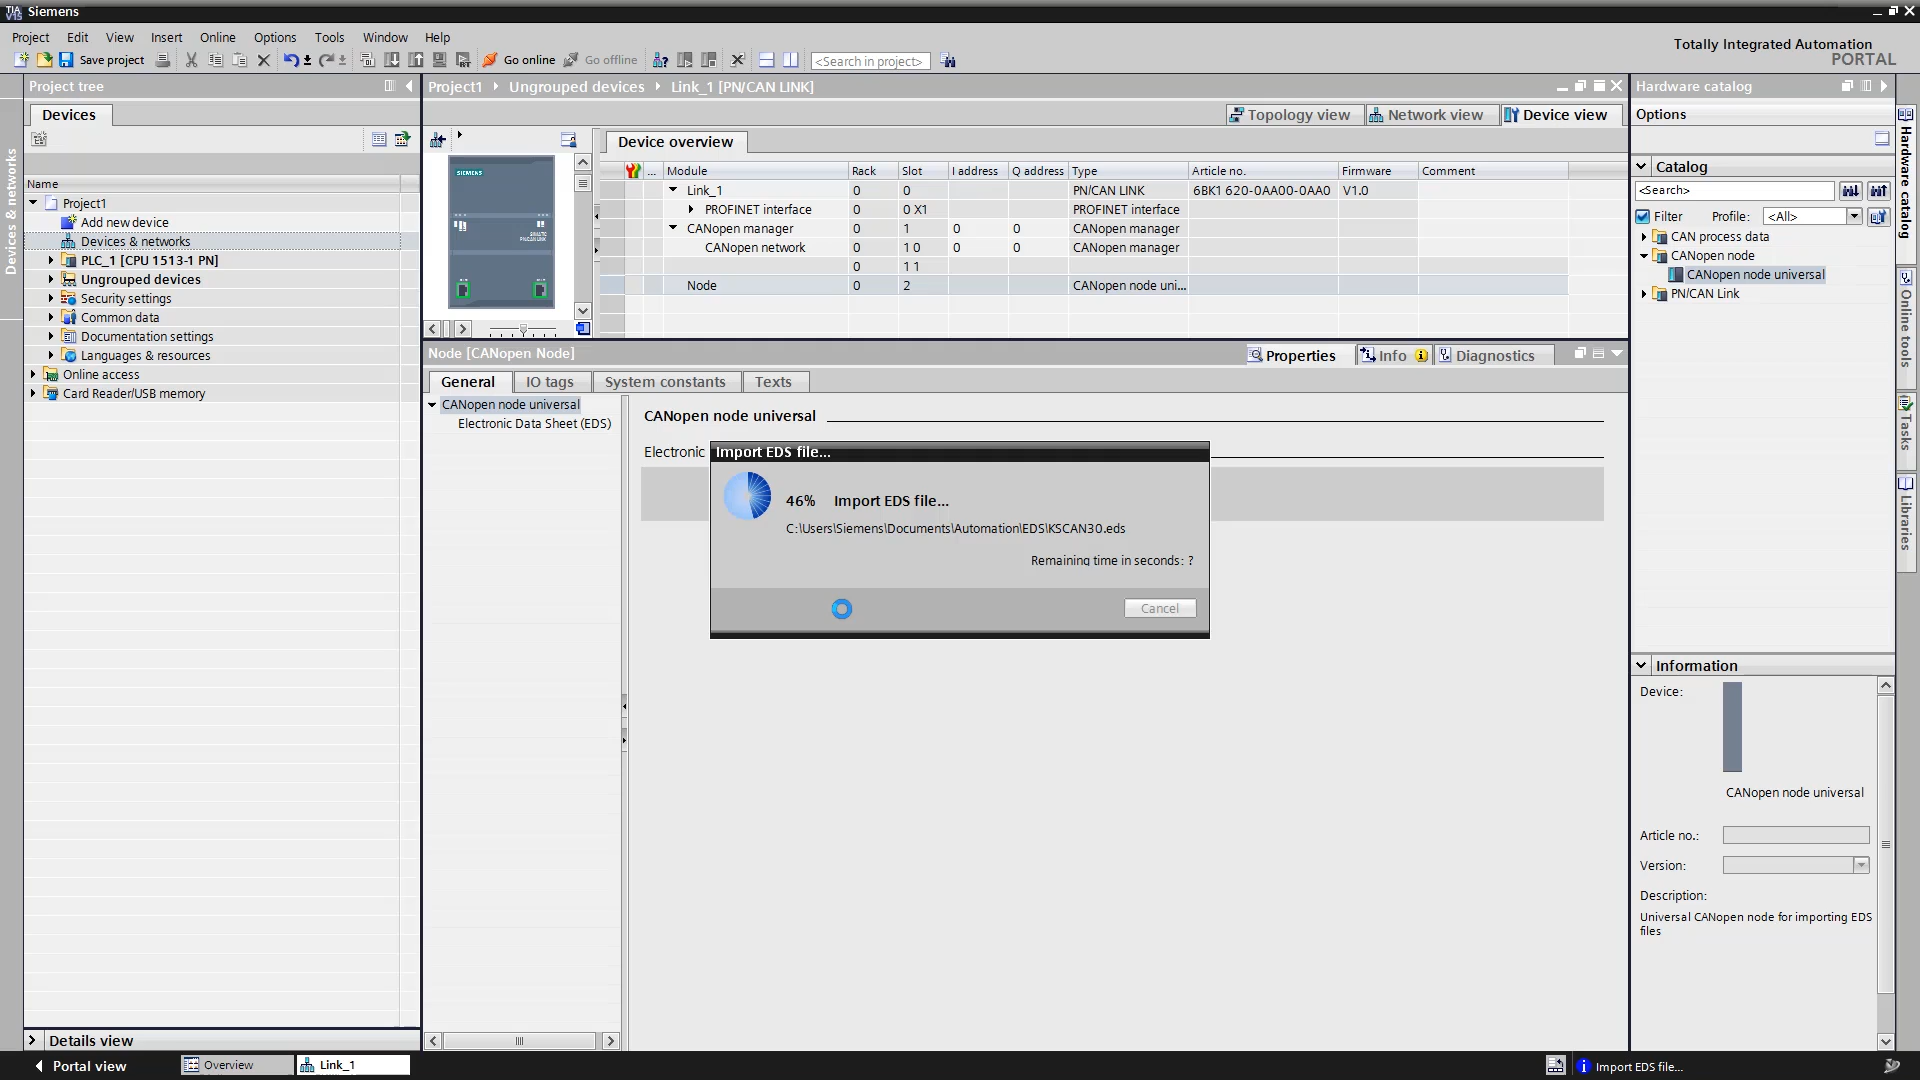 Siemens
Project Edit View Insert Online Options Tools Window Help
Totally Integrated Automation
PORTAL
Save project Go online Go offline <Search in project>
Project tree
Project1 Ungrouped devices Link_1 [PN/CAN LINK]
Hardware catalog
Devices
Topology view Network view Device view
Options
Device overview
Devices & networks
Name
Project1
Add new device
Devices & networks
PLC_1 [CPU 1513-1 PN]
Ungrouped devices
Security settings
Common data
Documentation settings
Languages & resources
Online access
Card Reader/USB memory
SIEMENS
... Module Rack Slot I address Q address Type Article no. Firmware Comment
Link_1 0 0 PN/CAN LINK 6BK1 620-0AA00-0AA0 V1.0
PROFINET interface 0 0 X1 PROFINET interface
CANopen manager 0 1 0 0 CANopen manager
CANopen network 0 1 0 0 0 CANopen manager
0 1 1
Node 0 2 CANopen node uni...
Catalog
<Search>
Filter Profile: <All>
CAN process data
CANopen node
CANopen node universal
PN/CAN Link
Hardware catalog
Online tools
Tasks
Libraries
Node [CANopen Node]
Properties Info Diagnostics
General IO tags System constants Texts
CANopen node universal
Electronic Data Sheet (EDS)
CANopen node universal
Electronic
Import EDS file...
46% Import EDS file...
C:\Users\Siemens\Documents\Automation\EDS\KSCAN30.eds
Remaining time in seconds: ?
Cancel
Information
Device:
CANopen node universal
Article no.:
Version:
Description:
Universal CANopen node for importing EDS
files
Details view
Portal view Overview Link_1 Import EDS file...